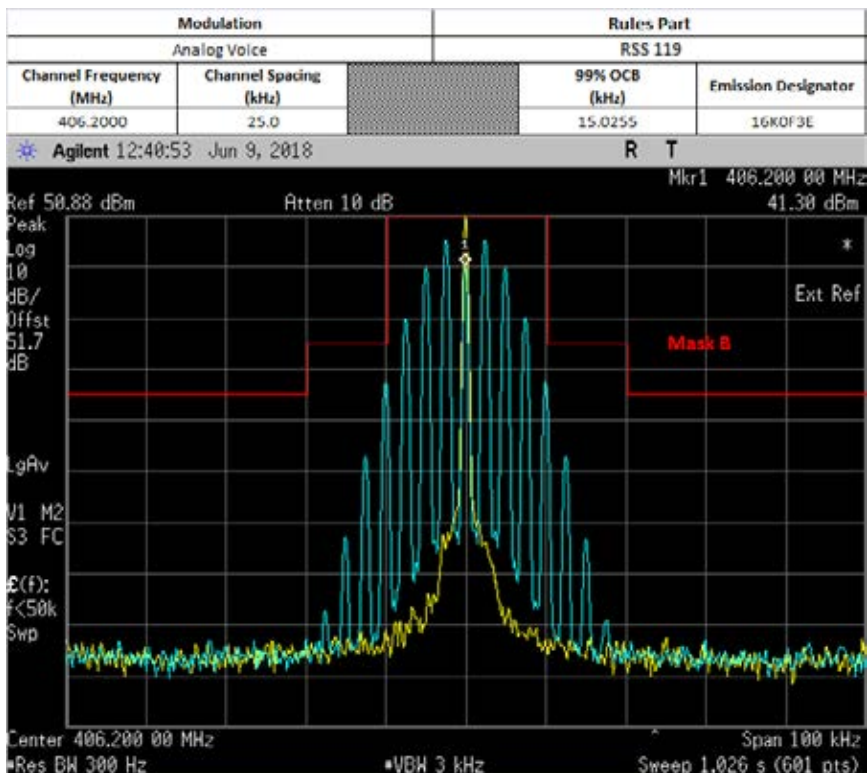 Modulation Rules Part
Analog Voice RSS 119
Channel Frequency (MHz) Channel Spacing (kHz) 99% OCB (kHz) Emission Designator
406.2000 25.0 15.0255 16K0F3E
Agilent 12:40:53 Jun 9, 2018 R T
Mkr1 406.200 00 MHz
Ref 50.88 dBm Atten 10 dB 41.30 dBm
Peak
Log
10
dB/
Offst
51.7
dB
1
*
Ext Ref
Mask B
LgAv
V1 M2
S3 FC
£(f):
f<50k
Swp
Center 406.200 00 MHz Span 100 kHz
*Res BW 300 Hz *VBW 3 kHz Sweep 1.026 s (601 pts)